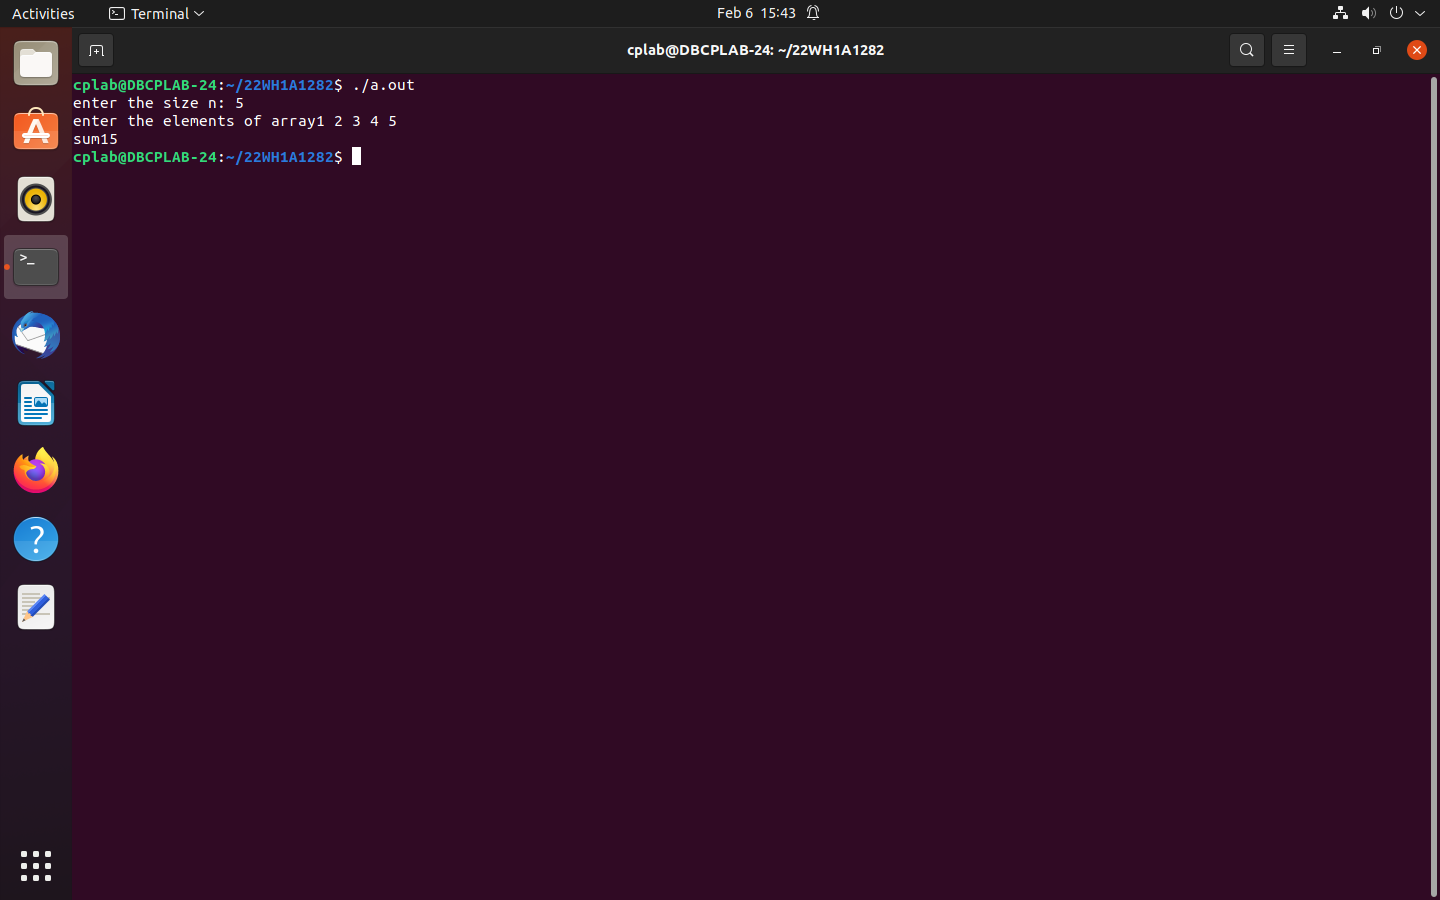 Activities
Terminal
Feb 6 15:43
cplab@DBCPLAB-24: ~/22WH1A1282
cplab@DBCPLAB-24:~/22WH1A1282$ ./a.out
enter the size n: 5
enter the elements of array1 2 3 4 5
sum15
cplab@DBCPLAB-24:~/22WH1A1282$